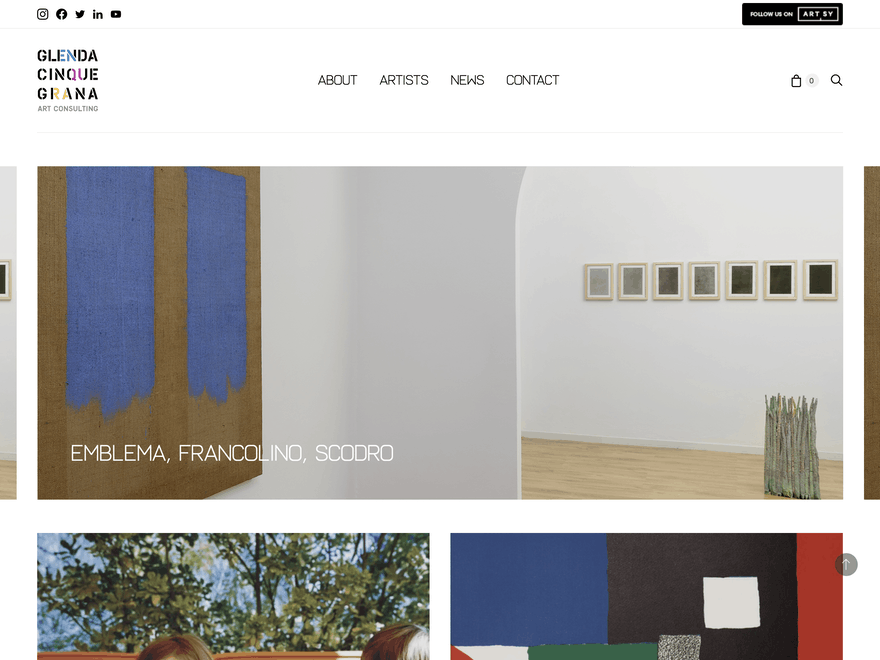 FOLLOW US ON ARTSY
GLENDA
CINQUE
GRANA
ART CONSULTING
ABOUT ARTISTS NEWS CONTACT
0
EMBLEMA, FRANCOLINO, SCODRO